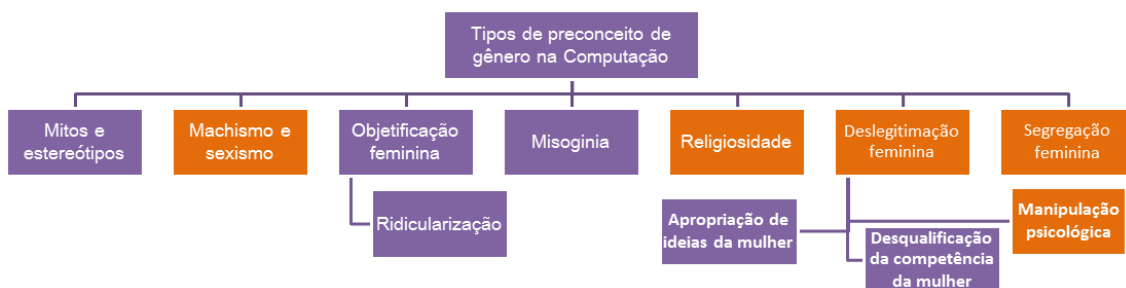 Tipos de preconceito de
gênero na Computação
Mitos e
estereótipos
Machismo e
sexismo
Objetificação
feminina
Misoginia
Religiosidade
Deslegitimação
feminina
Segregação
feminina
Ridicularização
Apropriação de
ideias da mulher
Desqualificação
da competência
da mulher
Manipulação
psicológica